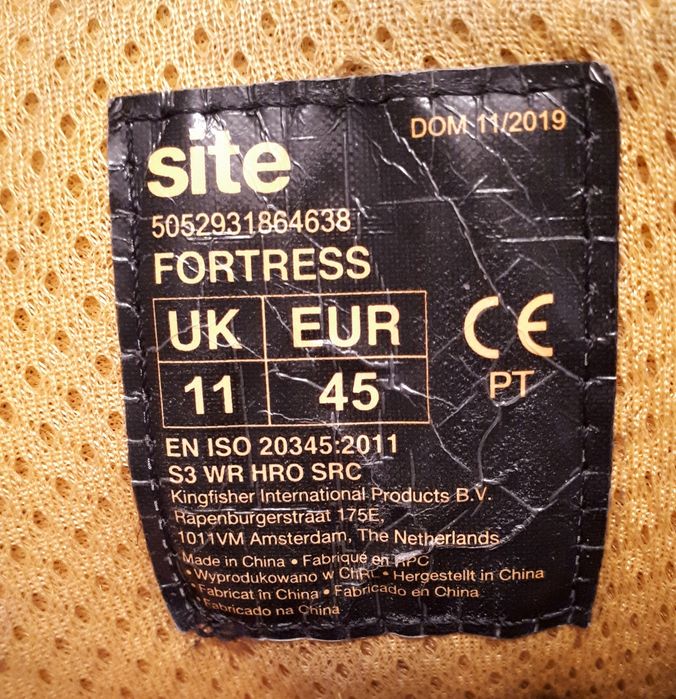 site
DOM 11/2019
5052931864638
FORTRESS
UK EUR
11 45
CE
PT
EN ISO 20345:2011
S3 WR HRO SRC
Kingfisher International Products B.V.
Rapenburgerstraat 175E,
1011VM Amsterdam, The Netherlands
Made in China • Fabriqué en RPC
• Wyprodukowano w ChRL • Hergestellt in China
• Fabricat în China • Fabricado en China
• Fabricado na China